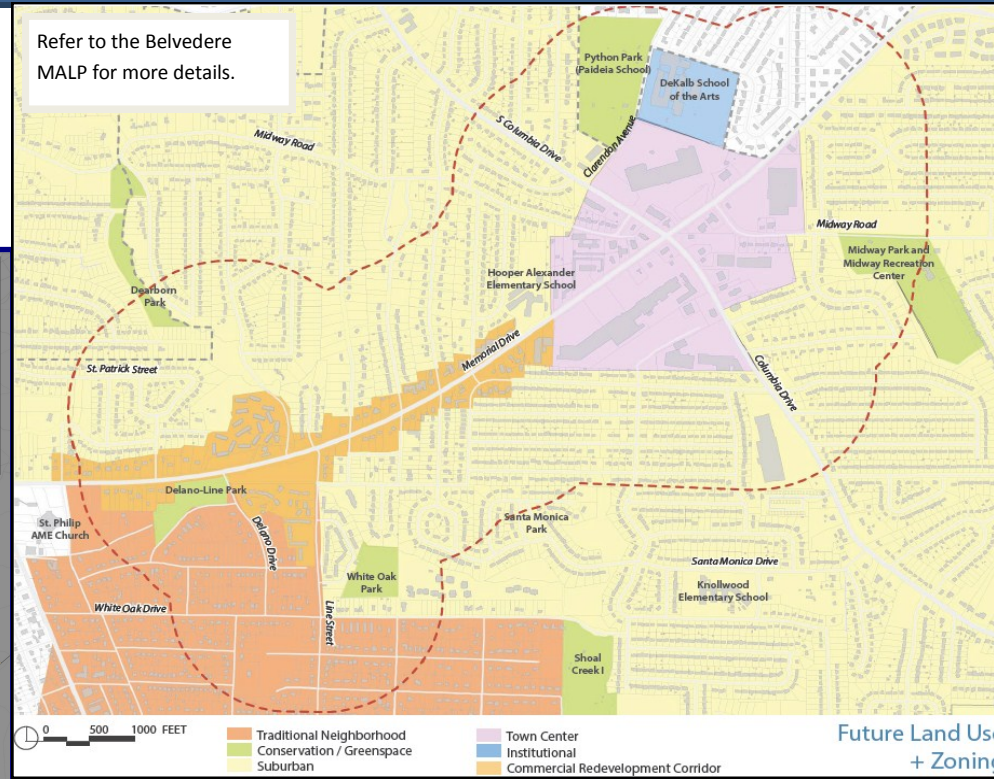 Refer to the Belvedere
MALP for more details.
Python Park
(Paideia School)
DeKalb School
of the Arts
Clarendon Avenue
S Columbia Drive
Midway Road
Midway Road
Midway Park and
Midway Recreation
Center
Hooper Alexander
Elementary School
Dearborn
Park
Memorial Drive
St. Patrick Street
Columbia Drive
Delano-Line Park
St. Philip
AME Church
Delano Drive
Santa Monica
Park
Santa Monica Drive
White Oak
Park
Knollwood
Elementary School
White Oak Drive
Line Street
Shoal
Creek I
0 500 1000 FEET
Traditional Neighborhood
Conservation / Greenspace
Suburban
Town Center
Institutional
Commercial Redevelopment Corridor
Future Land Use
+ Zoning